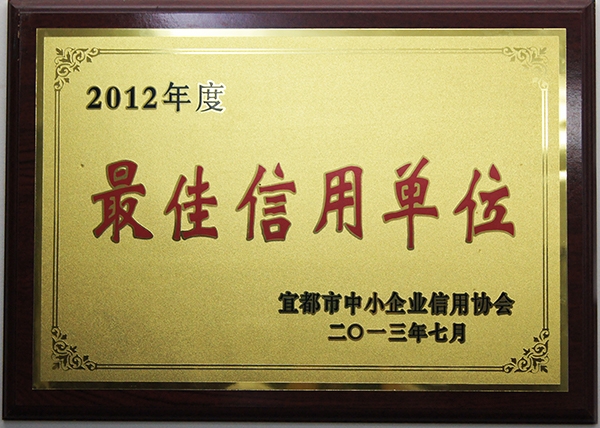 2012年度
最佳信用单位
宜都市中小企业信用协会
二〇一三年七月